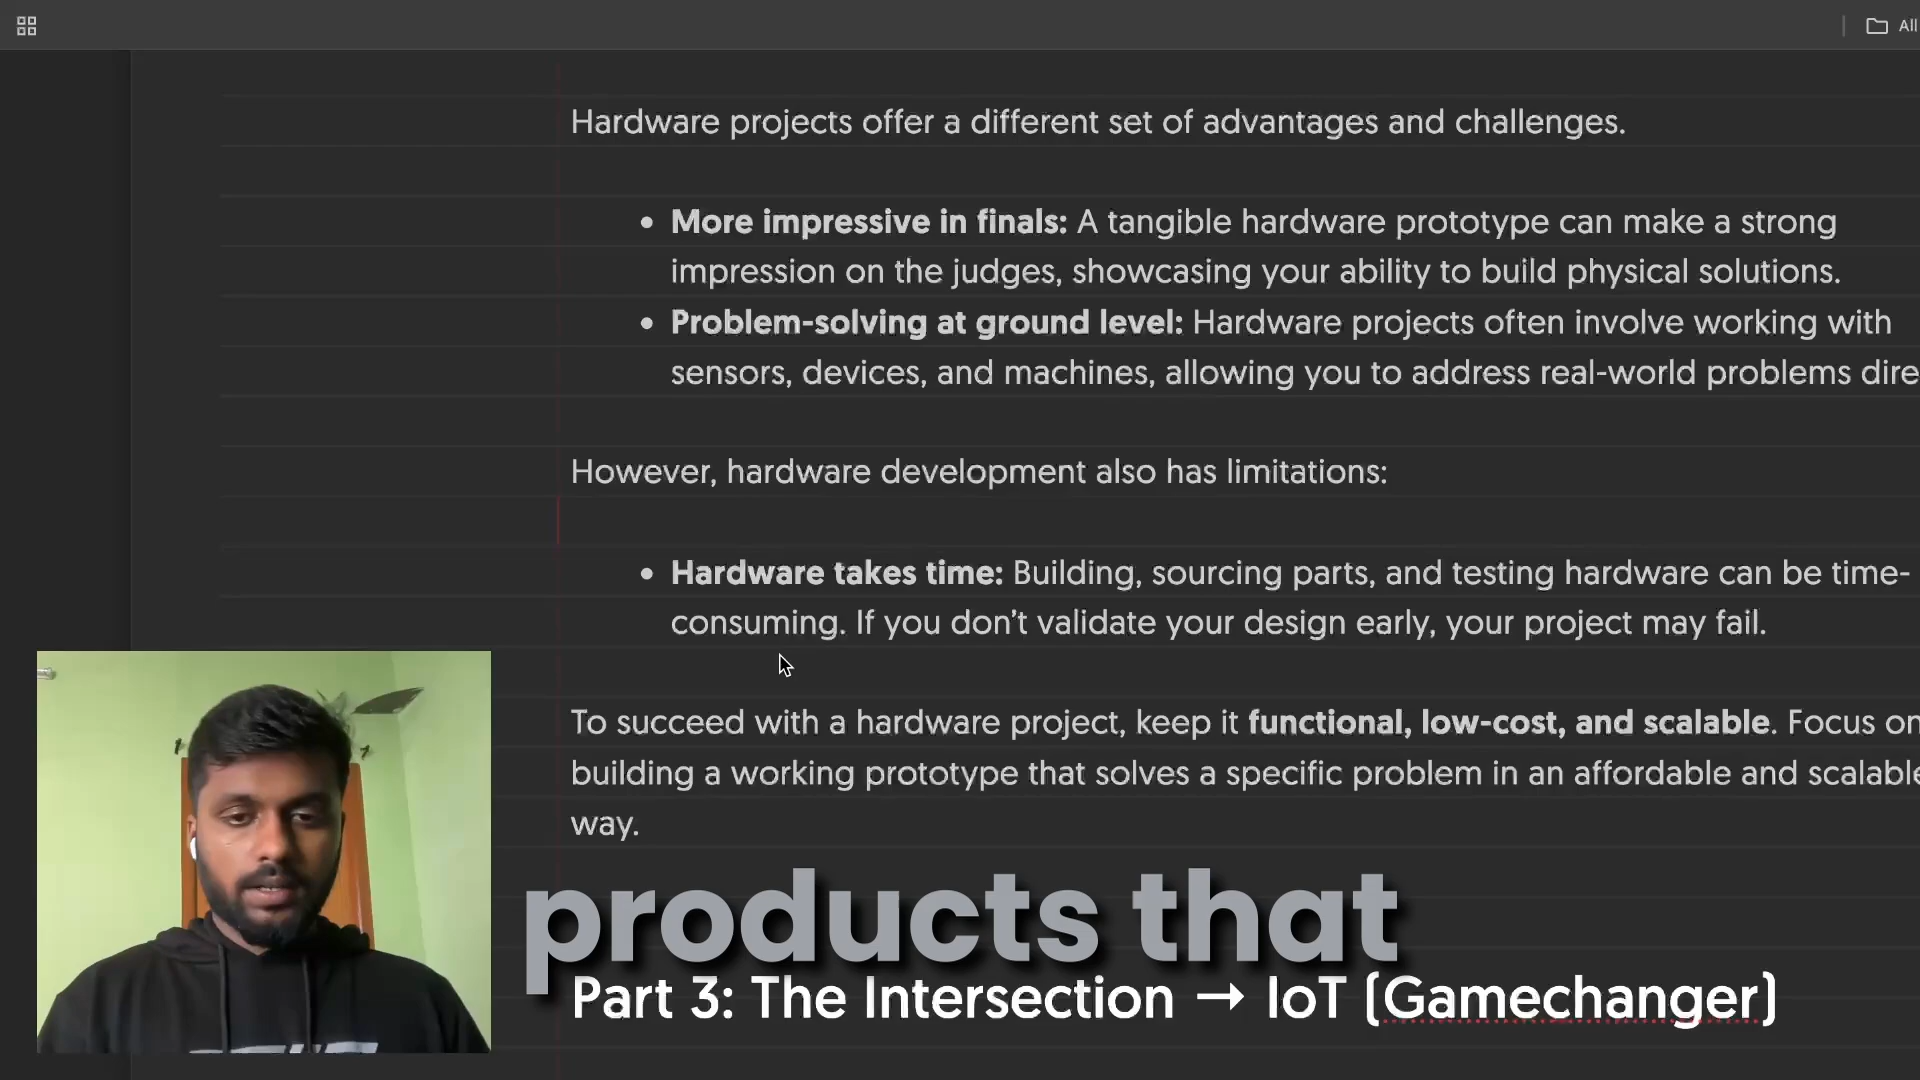 All
Hardware projects offer a different set of advantages and challenges.
• More impressive in finals: A tangible hardware prototype can make a strong
impression on the judges, showcasing your ability to build physical solutions.
• Problem-solving at ground level: Hardware projects often involve working with
sensors, devices, and machines, allowing you to address real-world problems dire
However, hardware development also has limitations:
• Hardware takes time: Building, sourcing parts, and testing hardware can be time-
consuming. If you don’t validate your design early, your project may fail.
To succeed with a hardware project, keep it functional, low-cost, and scalable. Focus on
building a working prototype that solves a specific problem in an affordable and scalable
way.
products that
Part 3: The Intersection → IoT (Gamechanger)